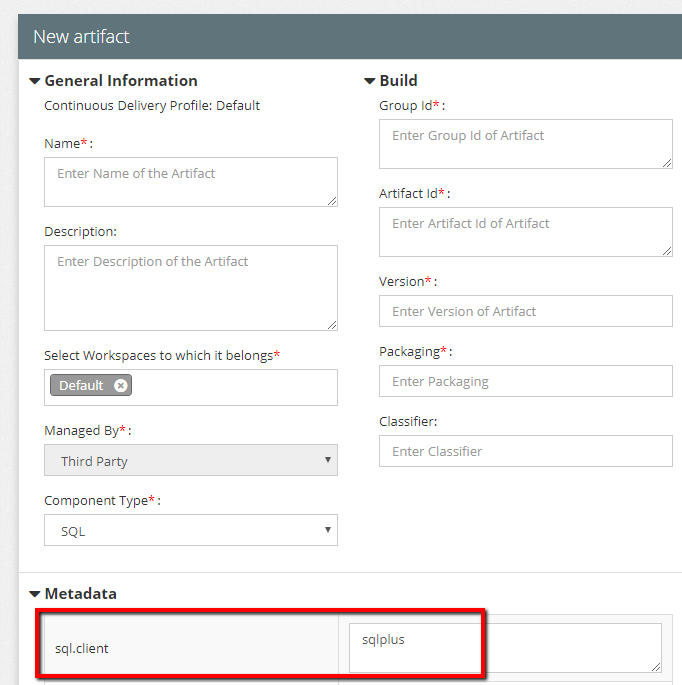 New artifact
General Information
Continuous Delivery Profile: Default
Name*:
Enter Name of the Artifact
Description:
Enter Description of the Artifact
Select Workspaces to which it belongs*
Default
Managed By*:
Third Party
Component Type*:
SQL
Build
Group Id*:
Enter Group Id of Artifact
Artifact Id*:
Enter Artifact Id of Artifact
Version*:
Enter Version of Artifact
Packaging*:
Enter Packaging
Classifier:
Enter Classifier
Metadata
sql.client
sqlplus